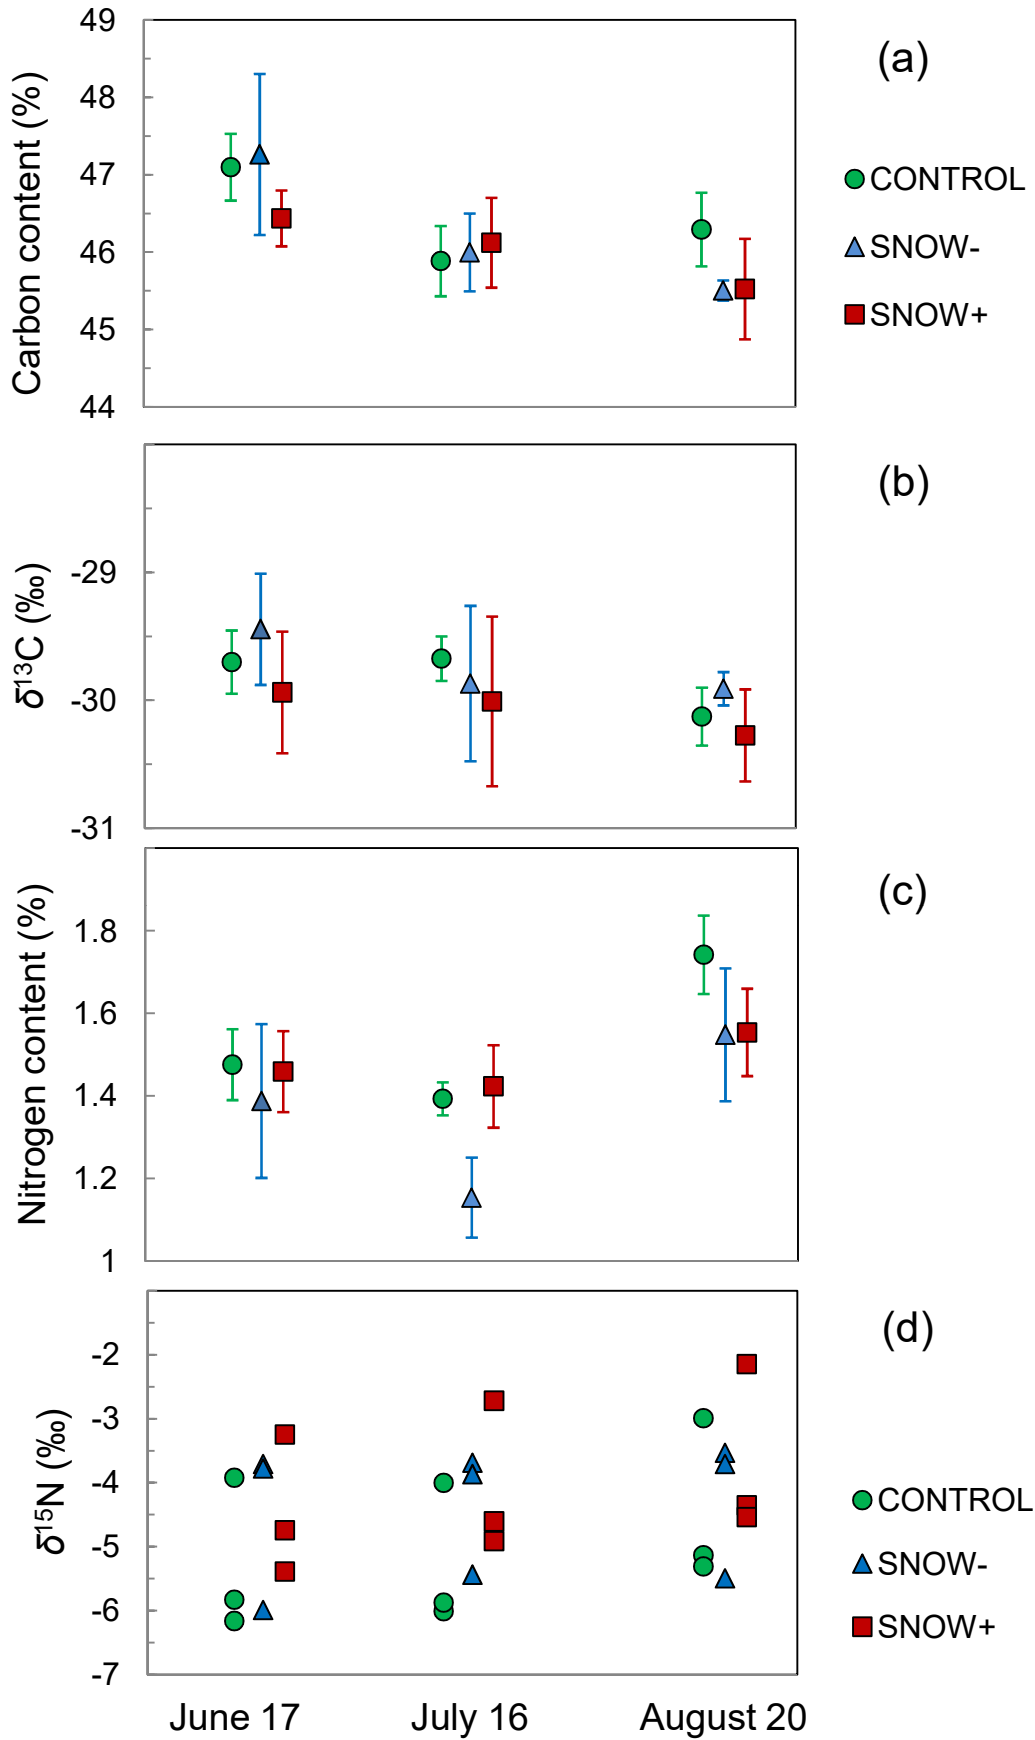 (a)
Carbon content (%)
49
48
47
46
45
44
CONTROL
SNOW-
SNOW+
(b)
δ¹³C (‰)
-29
-30
-31
(c)
Nitrogen content (%)
1.8
1.6
1.4
1.2
1
(d)
δ¹⁵N (‰)
-2
-3
-4
-5
-6
-7
CONTROL
SNOW-
SNOW+
June 17 July 16 August 20